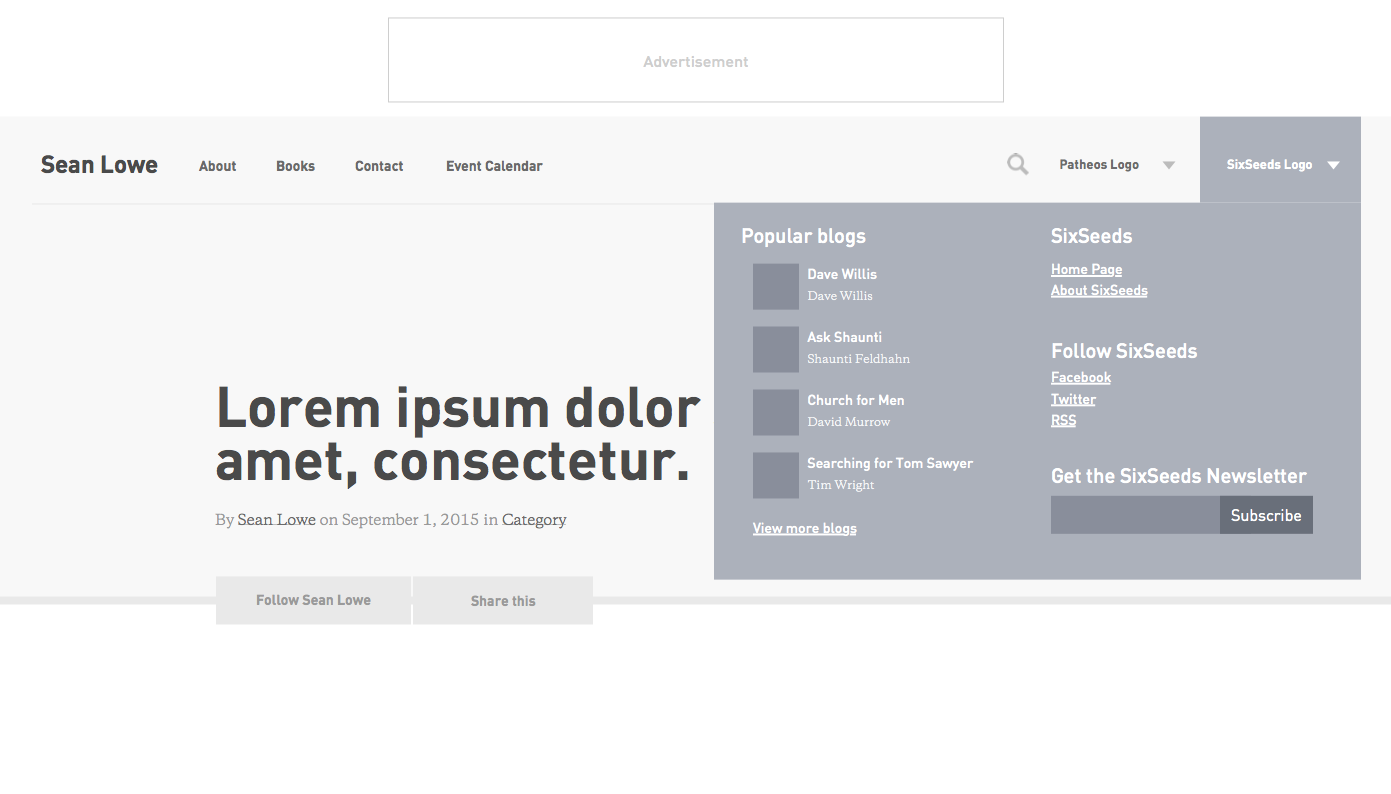 Advertisement
Sean Lowe
About
Books
Contact
Event Calendar
Patheos Logo
SixSeeds Logo
Popular blogs
Dave Willis
Dave Willis
Ask Shaunti
Shaunti Feldhahn
Church for Men
David Murrow
Searching for Tom Sawyer
Tim Wright
View more blogs
SixSeeds
Home Page
About SixSeeds
Follow SixSeeds
Facebook
Twitter
RSS
Get the SixSeeds Newsletter
Subscribe
Lorem ipsum dolor
amet, consectetur.
By Sean Lowe on September 1, 2015 in Category
Follow Sean Lowe
Share this